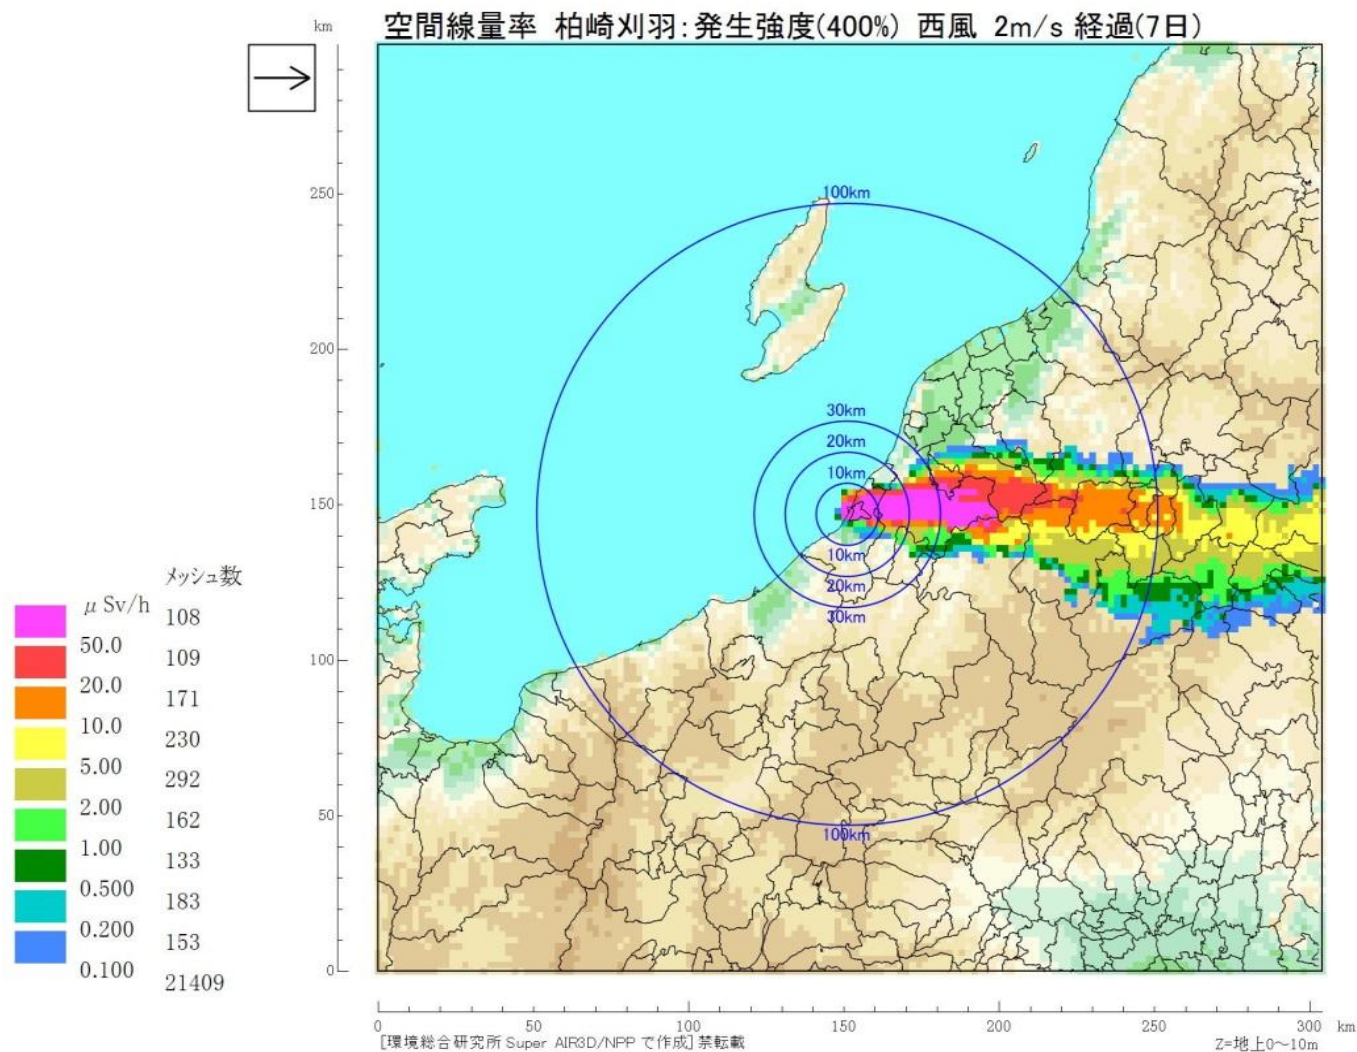 空間線量率 柏崎刈羽:発生強度(400%) 西風 2m/s 経過(7日)
km
250
200
150
100
50
0
100km
30km
20km
10km
10km
20km
30km
100km
メッシュ数
μ Sv/h
108
50.0
109
20.0
171
10.0
230
5.00
292
2.00
162
1.00
133
0.500
183
0.200
153
0.100
21409
0 50 100 150 200 250 300 km
[環境総合研究所 Super AIR3D/NPP で作成] 禁転載
Z=地上0～10m